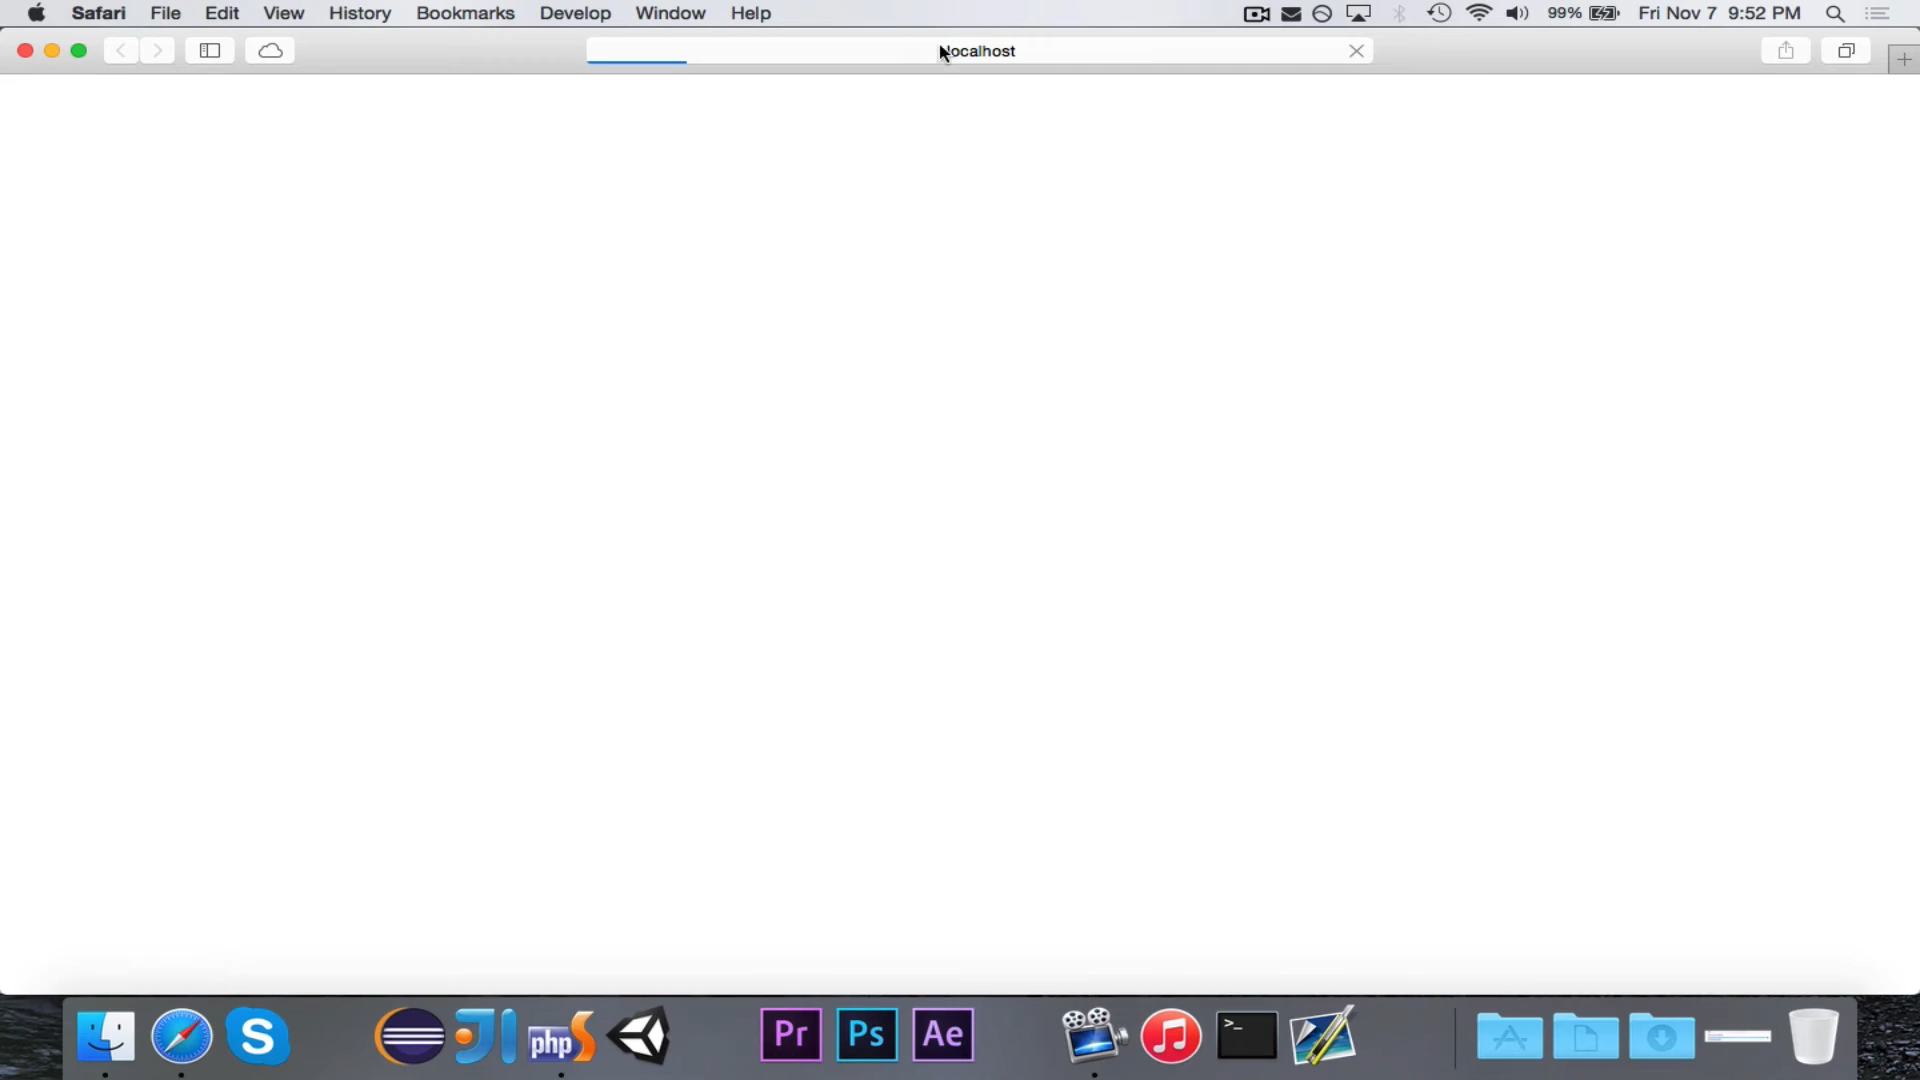 Safari File Edit View History Bookmarks Develop Window Help 99% Fri Nov 7 9:52 PM
localhost
S php S Pr Ps Ae >_